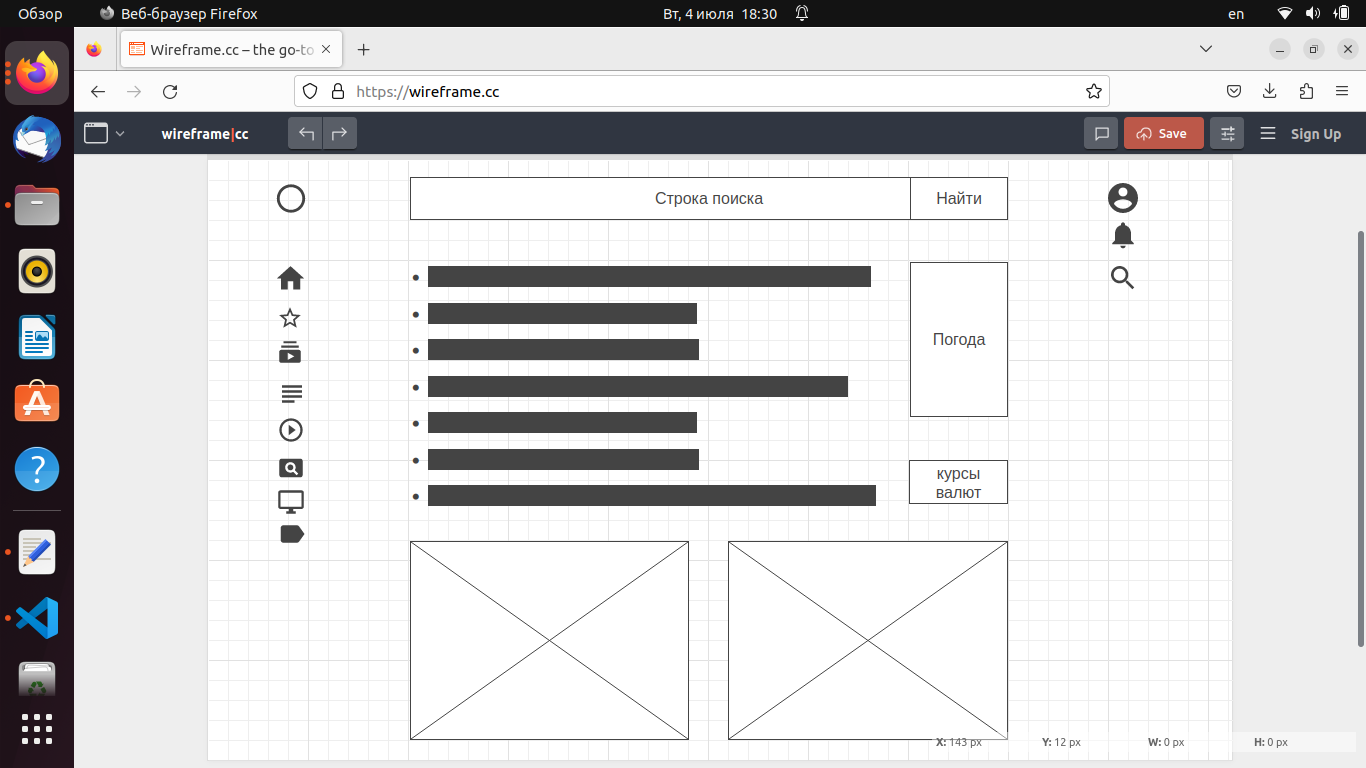 Обзор
Веб-браузер Firefox
Вт, 4 июля 18:30
en
Wireframe.cc – the go-to
https://wireframe.cc
wireframe|cc
Save
Sign Up
Строка поиска
Найти
Погода
курсы
валют
X: 143 px
Y: 12 px
W: 0 px
H: 0 px